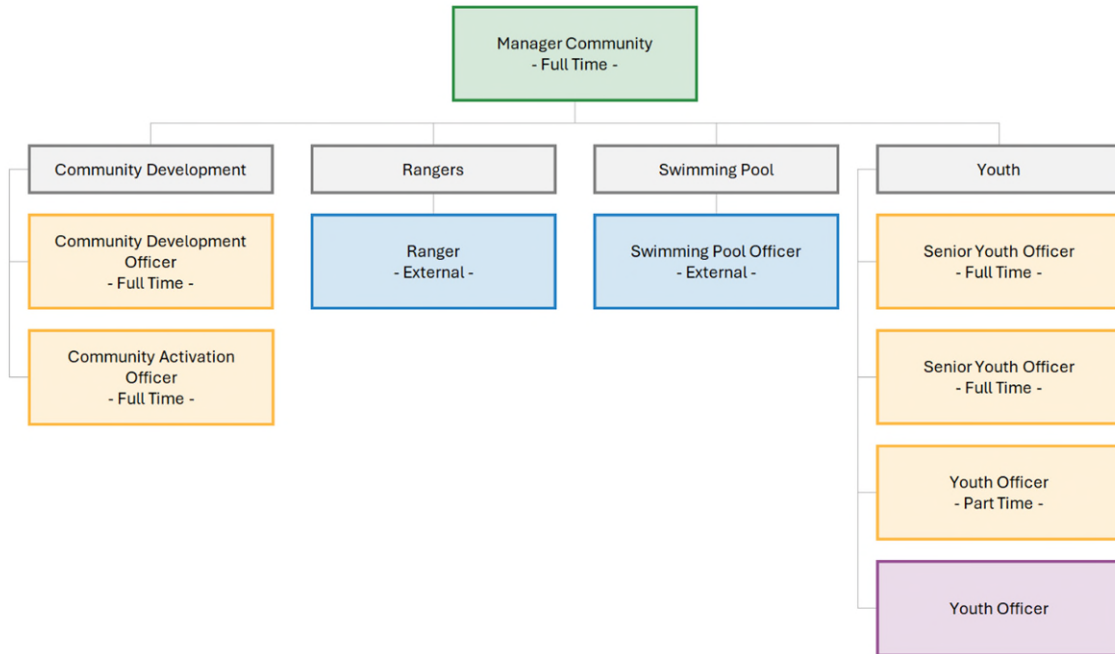 Manager Community
- Full Time -
Community Development
Rangers
Swimming Pool
Youth
Community Development
Officer
- Full Time -
Ranger
- External -
Swimming Pool Officer
- External -
Senior Youth Officer
- Full Time -
Community Activation
Officer
- Full Time -
Senior Youth Officer
- Full Time -
Youth Officer
- Part Time -
Youth Officer